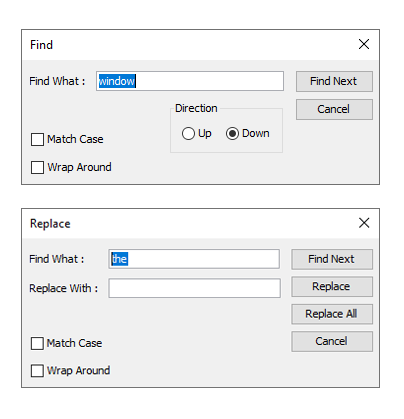 Find
Find What : window Find Next
Direction Cancel
Up Down
Match Case
Wrap Around
Replace
Find What : the Find Next
Replace With : Replace
Replace All
Match Case Cancel
Wrap Around